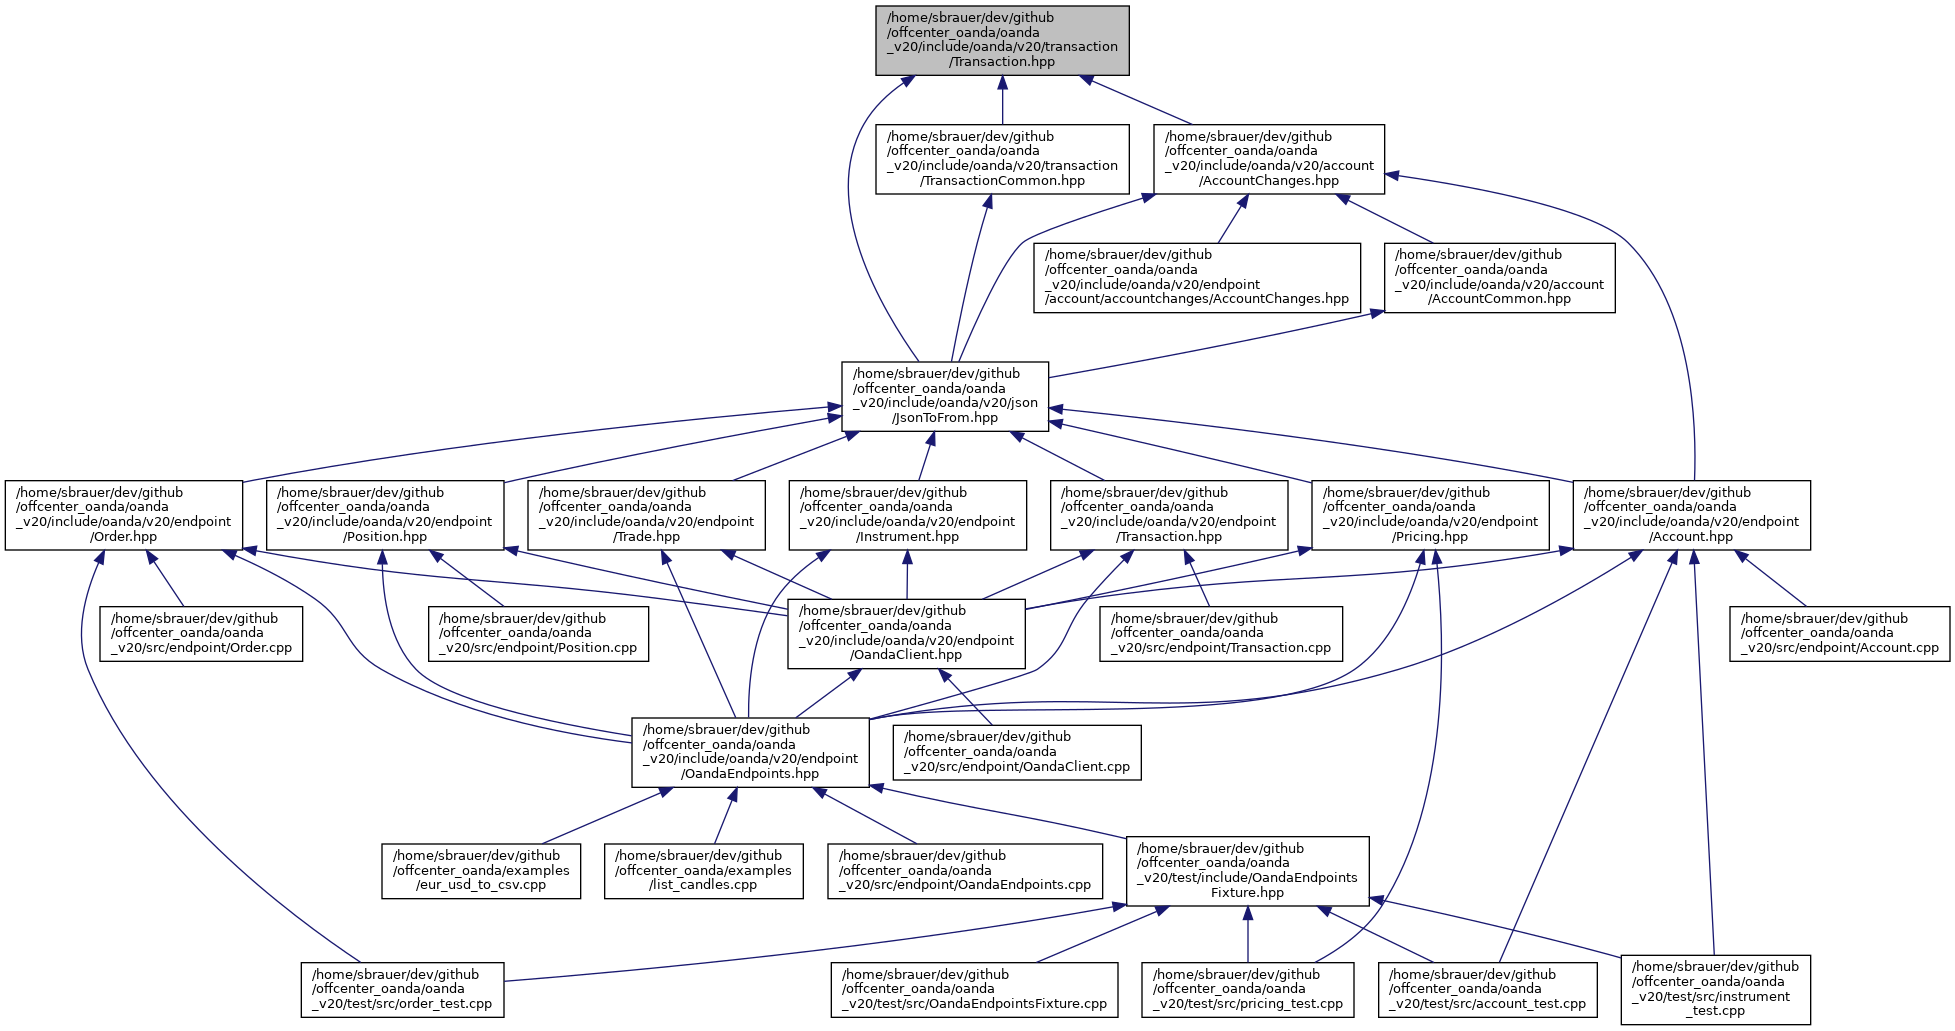 /home/sbrauer/dev/github
/offcenter_oanda/oanda
_v20/include/oanda/v20/transaction
/Transaction.hpp
/home/sbrauer/dev/github
/offcenter_oanda/oanda
_v20/include/oanda/v20/transaction
/TransactionCommon.hpp
/home/sbrauer/dev/github
/offcenter_oanda/oanda
_v20/include/oanda/v20/account
/AccountChanges.hpp
/home/sbrauer/dev/github
/offcenter_oanda/oanda
_v20/include/oanda/v20/endpoint
/account/accountchanges/AccountChanges.hpp
/home/sbrauer/dev/github
/offcenter_oanda/oanda
_v20/include/oanda/v20/account
/AccountCommon.hpp
/home/sbrauer/dev/github
/offcenter_oanda/oanda
_v20/include/oanda/v20/json
/JsonToFrom.hpp
/home/sbrauer/dev/github
/offcenter_oanda/oanda
_v20/include/oanda/v20/endpoint
/Order.hpp
/home/sbrauer/dev/github
/offcenter_oanda/oanda
_v20/include/oanda/v20/endpoint
/Position.hpp
/home/sbrauer/dev/github
/offcenter_oanda/oanda
_v20/include/oanda/v20/endpoint
/Trade.hpp
/home/sbrauer/dev/github
/offcenter_oanda/oanda
_v20/include/oanda/v20/endpoint
/Instrument.hpp
/home/sbrauer/dev/github
/offcenter_oanda/oanda
_v20/include/oanda/v20/endpoint
/Transaction.hpp
/home/sbrauer/dev/github
/offcenter_oanda/oanda
_v20/include/oanda/v20/endpoint
/Pricing.hpp
/home/sbrauer/dev/github
/offcenter_oanda/oanda
_v20/include/oanda/v20/endpoint
/Account.hpp
/home/sbrauer/dev/github
/offcenter_oanda/oanda
_v20/src/endpoint/Order.cpp
/home/sbrauer/dev/github
/offcenter_oanda/oanda
_v20/src/endpoint/Position.cpp
/home/sbrauer/dev/github
/offcenter_oanda/oanda
_v20/include/oanda/v20/endpoint
/OandaClient.hpp
/home/sbrauer/dev/github
/offcenter_oanda/oanda
_v20/src/endpoint/Transaction.cpp
/home/sbrauer/dev/github
/offcenter_oanda/oanda
_v20/src/endpoint/Account.cpp
/home/sbrauer/dev/github
/offcenter_oanda/oanda
_v20/include/oanda/v20/endpoint
/OandaEndpoints.hpp
/home/sbrauer/dev/github
/offcenter_oanda/oanda
_v20/src/endpoint/OandaClient.cpp
/home/sbrauer/dev/github
/offcenter_oanda/examples
/eur_usd_to_csv.cpp
/home/sbrauer/dev/github
/offcenter_oanda/examples
/list_candles.cpp
/home/sbrauer/dev/github
/offcenter_oanda/oanda
_v20/src/endpoint/OandaEndpoints.cpp
/home/sbrauer/dev/github
/offcenter_oanda/oanda
_v20/test/include/OandaEndpoints
Fixture.hpp
/home/sbrauer/dev/github
/offcenter_oanda/oanda
_v20/test/src/order_test.cpp
/home/sbrauer/dev/github
/offcenter_oanda/oanda
_v20/test/src/OandaEndpointsFixture.cpp
/home/sbrauer/dev/github
/offcenter_oanda/oanda
_v20/test/src/pricing_test.cpp
/home/sbrauer/dev/github
/offcenter_oanda/oanda
_v20/test/src/account_test.cpp
/home/sbrauer/dev/github
/offcenter_oanda/oanda
_v20/test/src/instrument
_test.cpp